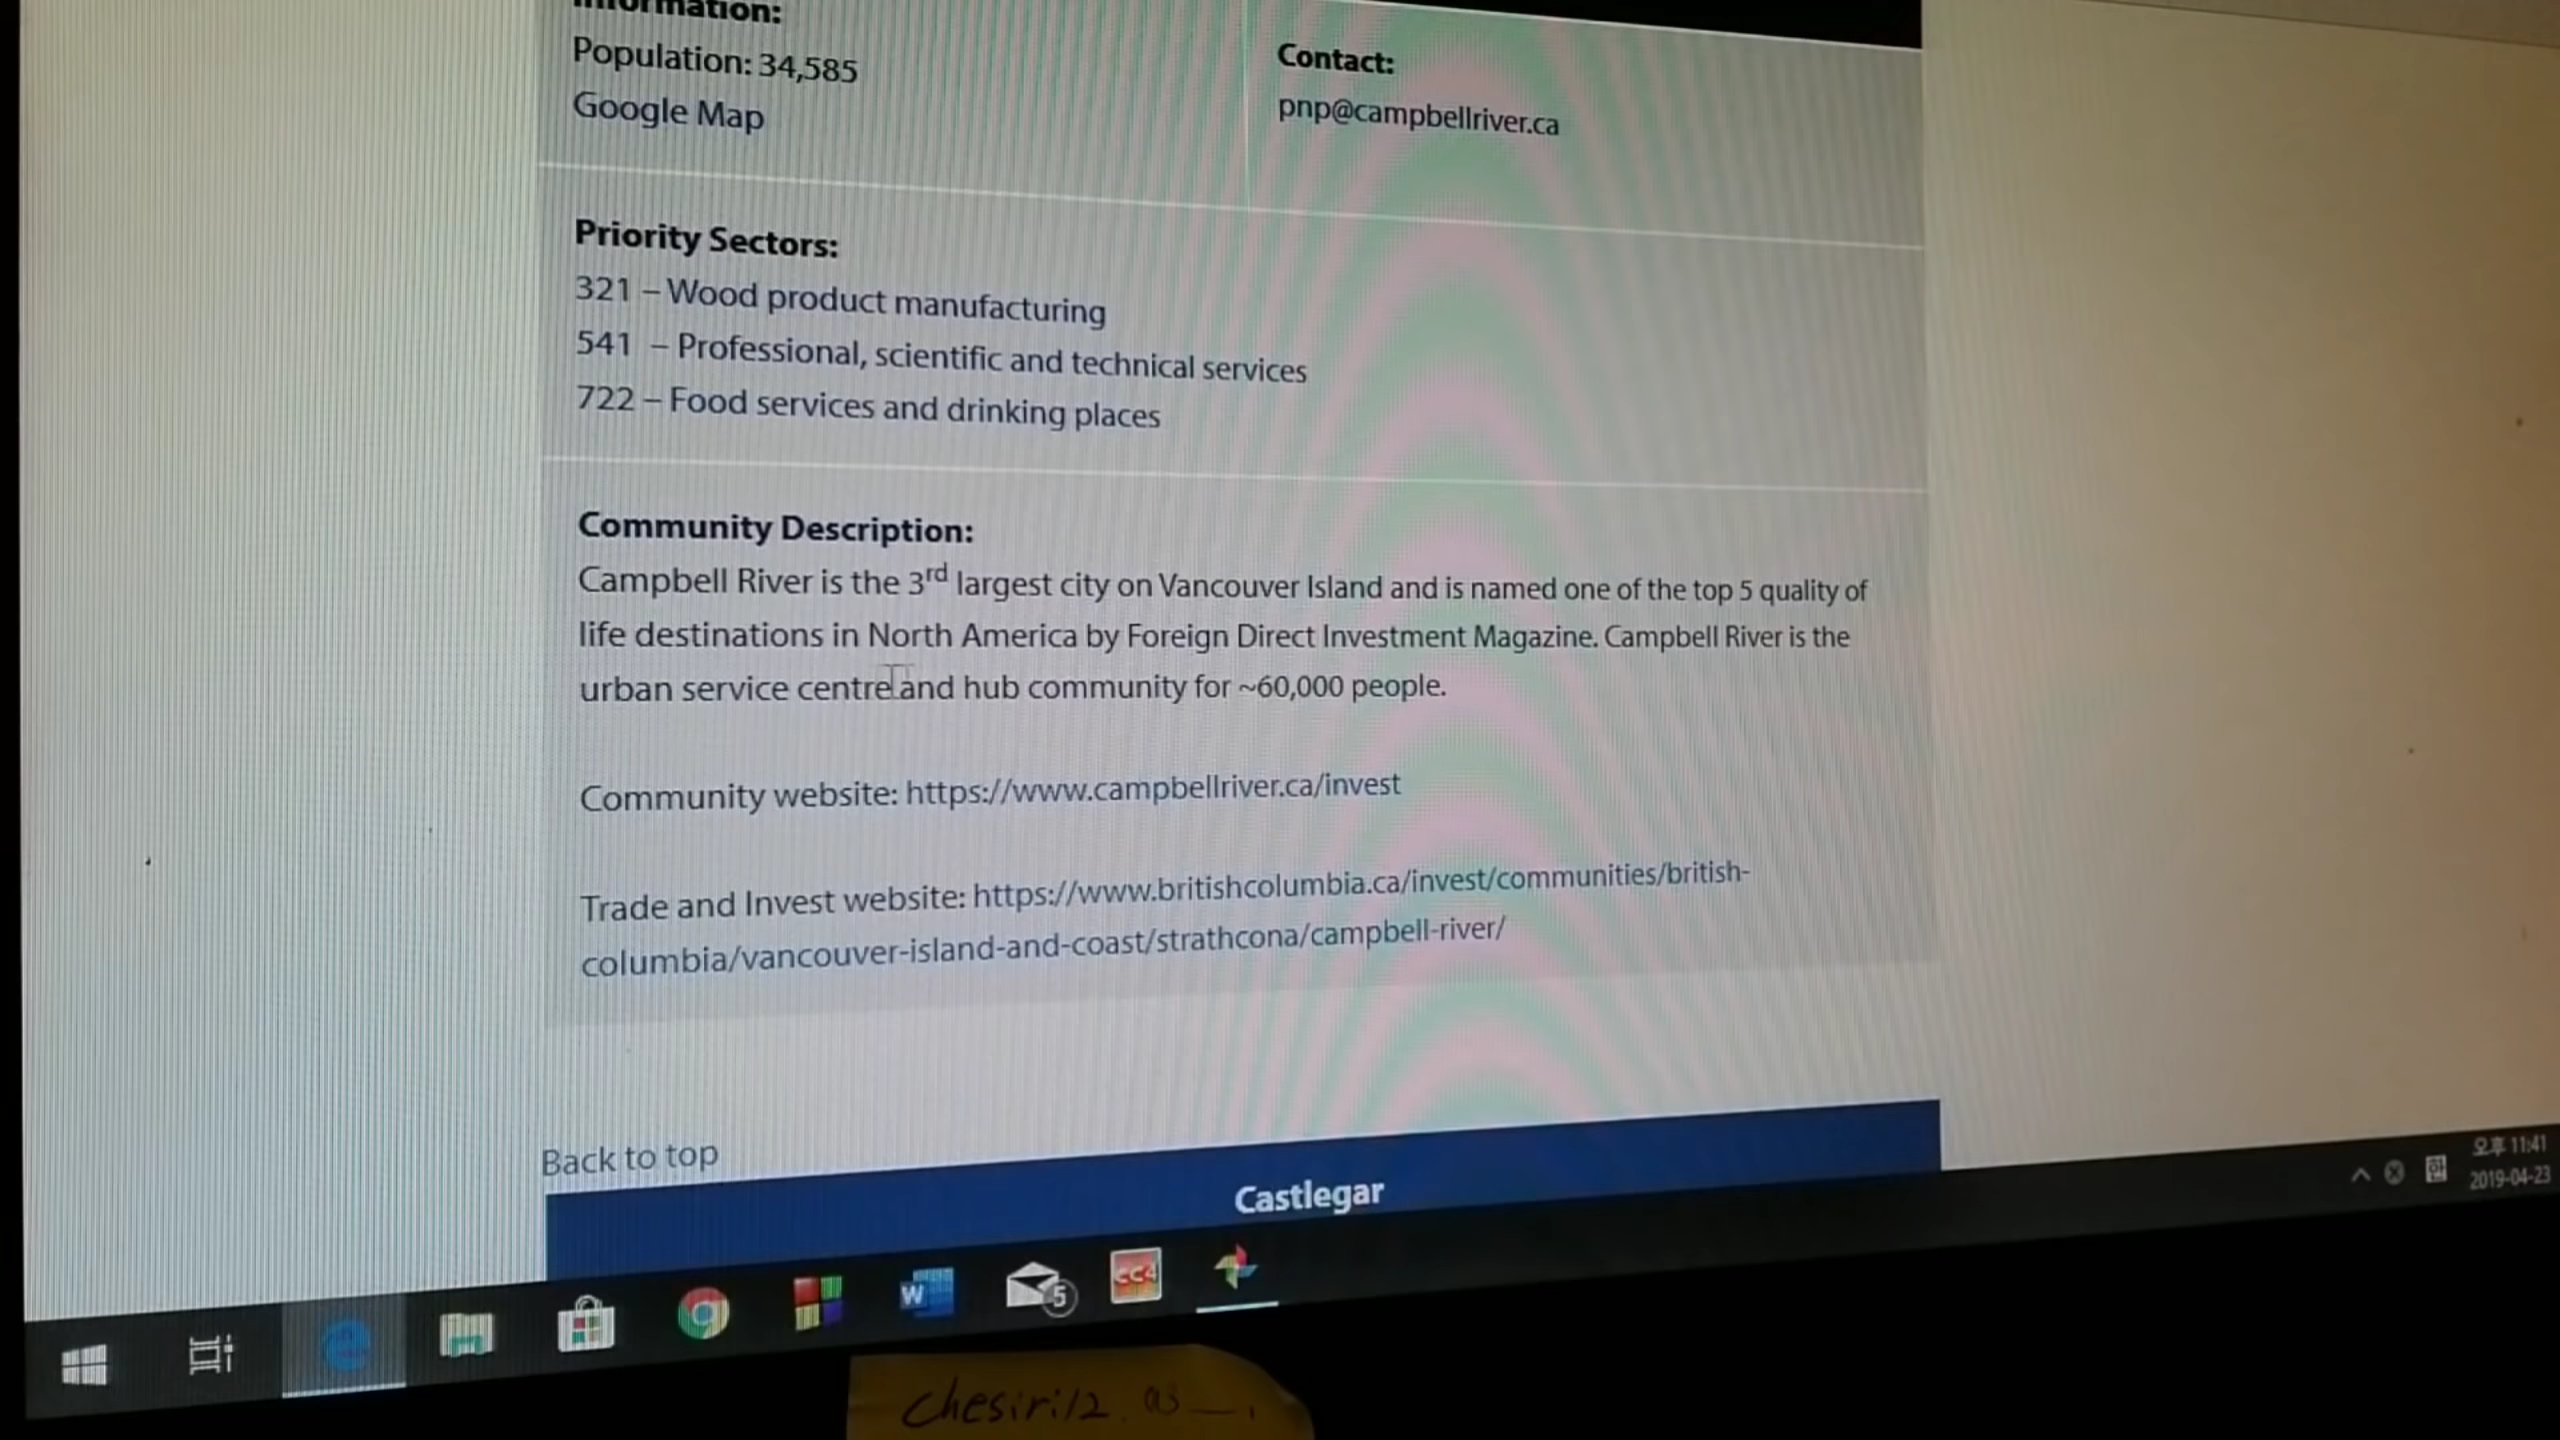 Information:
Population: 34,585
Google Map
Contact:
pnp@campbellriver.ca
Priority Sectors:
321 – Wood product manufacturing
541 – Professional, scientific and technical services
722 – Food services and drinking places
Community Description:
Campbell River is the 3rd largest city on Vancouver Island and is named one of the top 5 quality of
life destinations in North America by Foreign Direct Investment Magazine. Campbell River is the
urban service centre and hub community for ~60,000 people.
Community website: https://www.campbellriver.ca/invest
Trade and Invest website: https://www.britishcolumbia.ca/invest/communities/british-
columbia/vancouver-island-and-coast/strathcona/campbell-river/
Back to top
Castlegar
오후 11:41
2019-04-23
W
5
CC4